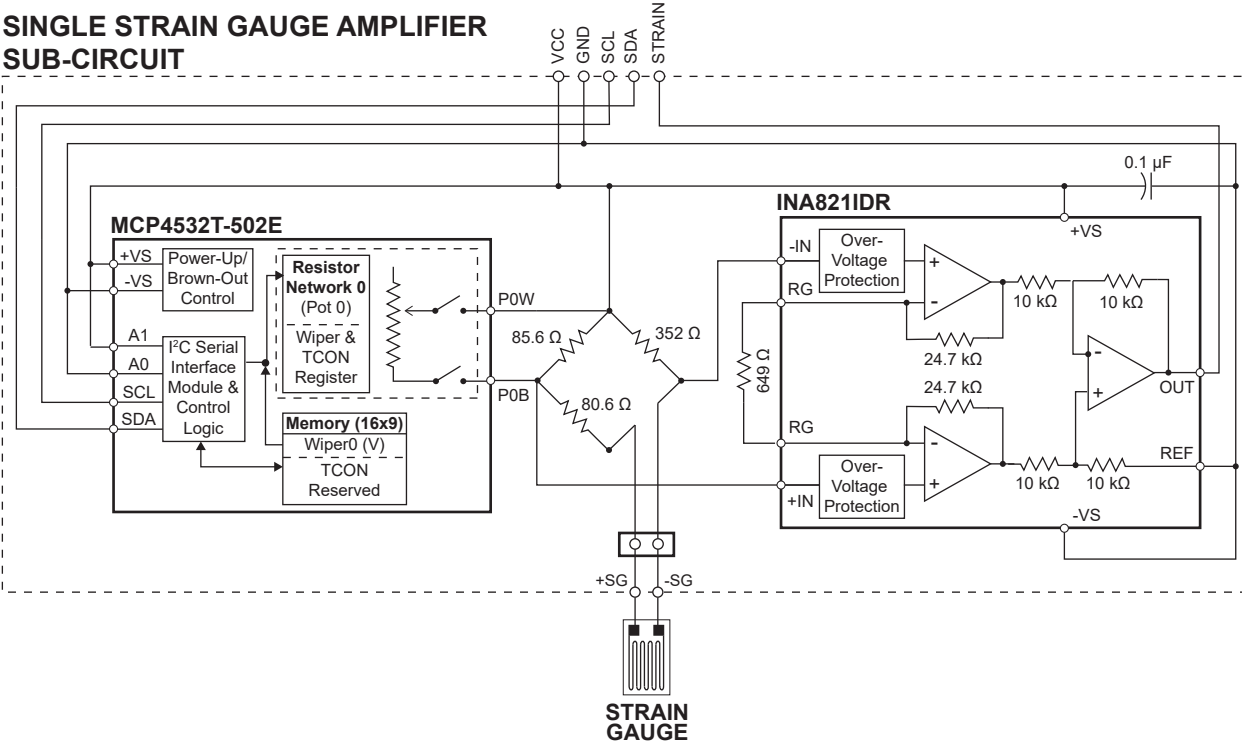 SINGLE STRAIN GAUGE AMPLIFIER
SUB-CIRCUIT
VCC
GND
SCL
SDA
STRAIN
0.1 µF
MCP4532T-502E
+VS
-VS
Power-Up/
Brown-Out
Control
A1
A0
SCL
SDA
I²C Serial
Interface
Module &
Control
Logic
Resistor
Network 0
(Pot 0)
Wiper &
TCON
Register
Memory (16x9)
Wiper0 (V)
TCON
Reserved
P0W
P0B
85.6 Ω
352 Ω
80.6 Ω
INA821IDR
+VS
-IN
Over-
Voltage
Protection
RG
+
-
10 kΩ
10 kΩ
24.7 kΩ
649 Ω
24.7 kΩ
-
+
OUT
RG
-
+
REF
10 kΩ
10 kΩ
+IN
Over-
Voltage
Protection
-VS
+SG
-SG
STRAIN
GAUGE